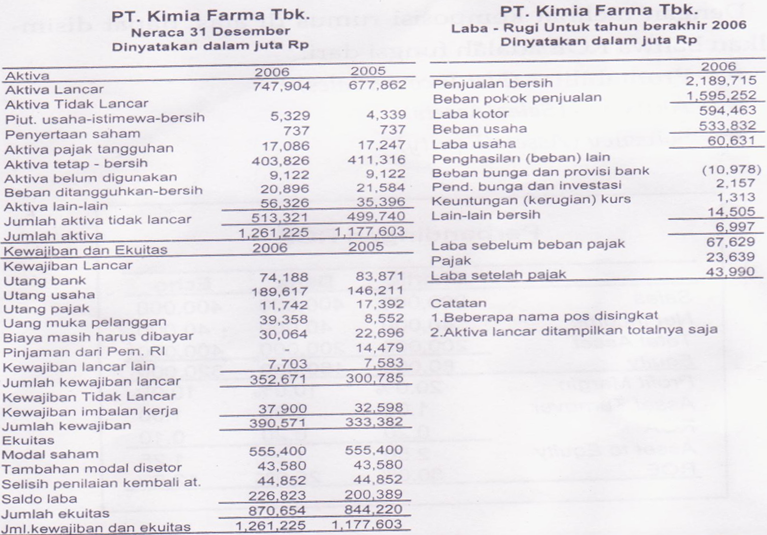 PT. Kimia Farma Tbk.
Neraca 31 Desember
Dinyatakan dalam juta Rp
Aktiva 2006 2005
Aktiva Lancar 747,904 677,862
Aktiva Tidak Lancar
Piut. usaha-istimewa-bersih 5,329 4,339
Penyertaan saham 737 737
Aktiva pajak tangguhan 17,086 17,247
Aktiva tetap - bersih 403,826 411,316
Aktiva belum digunakan 9,122 9,122
Beban ditangguhkan-bersih 20,896 21,584
Aktiva lain-lain 56,326 35,396
Jumlah aktiva tidak lancar 513,321 499,740
Jumlah aktiva 1,261,225 1,177,603
Kewajiban dan Ekuitas 2006 2005
Kewajiban Lancar
Utang bank 74,188 83,871
Utang usaha 189,617 146,211
Utang pajak 11,742 17,392
Uang muka pelanggan 39,358 8,552
Biaya masih harus dibayar 30,064 22,696
Pinjaman dari Pem. RI - 14,479
Kewajiban lancar lain 7,703 7,583
Jumlah kewajiban lancar 352,671 300,785
Kewajiban Tidak Lancar
Kewajiban imbalan kerja 37,900 32,598
Jumlah kewajiban 390,571 333,382
Ekuitas
Modal saham 555,400 555,400
Tambahan modal disetor 43,580 43,580
Selisih penilaian kembali at. 44,852 44,852
Saldo laba 226,823 200,389
Jumlah ekuitas 870,654 844,220
Jml.kewajiban dan ekuitas 1,261,225 1,177,603
PT. Kimia Farma Tbk.
Laba - Rugi Untuk tahun berakhir 2006
Dinyatakan dalam juta Rp
2006
Penjualan bersih 2,189,715
Beban pokok penjualan 1,595,252
Laba kotor 594,463
Beban usaha 533,832
Laba usaha 60,631
Penghasilan (beban) lain
Buban bunga dan provisi bank (10,978)
Pend. bunga dan investasi 2,157
Keuntungan (kerugian) kurs 1,313
Lain-lain bersih 14,505
6,997
Laba sebelum beban pajak 67,629
Pajak 23,639
Laba setelah pajak 43,990
Catatan
1.Beberapa nama pos disingkat
2.Aktiva lancar ditampilkan totalnya saja